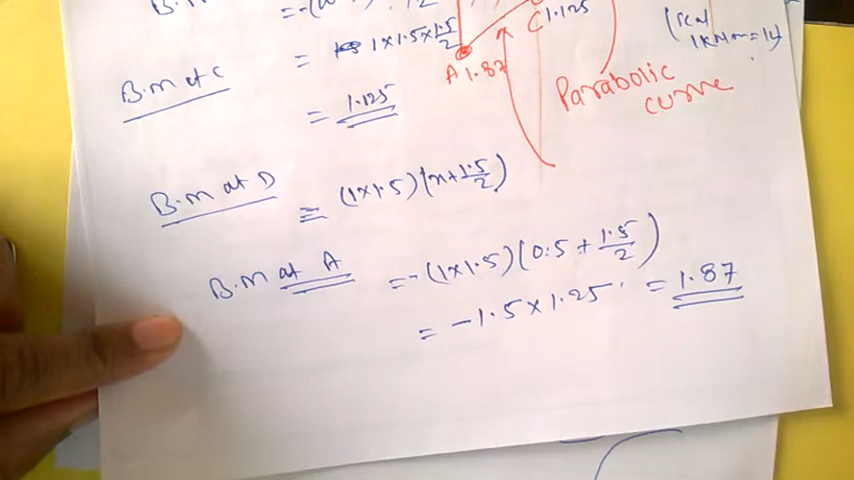 B.M
C 1.125
= 1×1.5×1.5/2
A 1.87
B.M at C
= 1.125
Parabolic
curve
B.M at D
= (1×1.5)(x+1.5/2)
B.M at A
= -(1×1.5)(0.5+1.5/2)
= -1.5×1.25 = 1.87